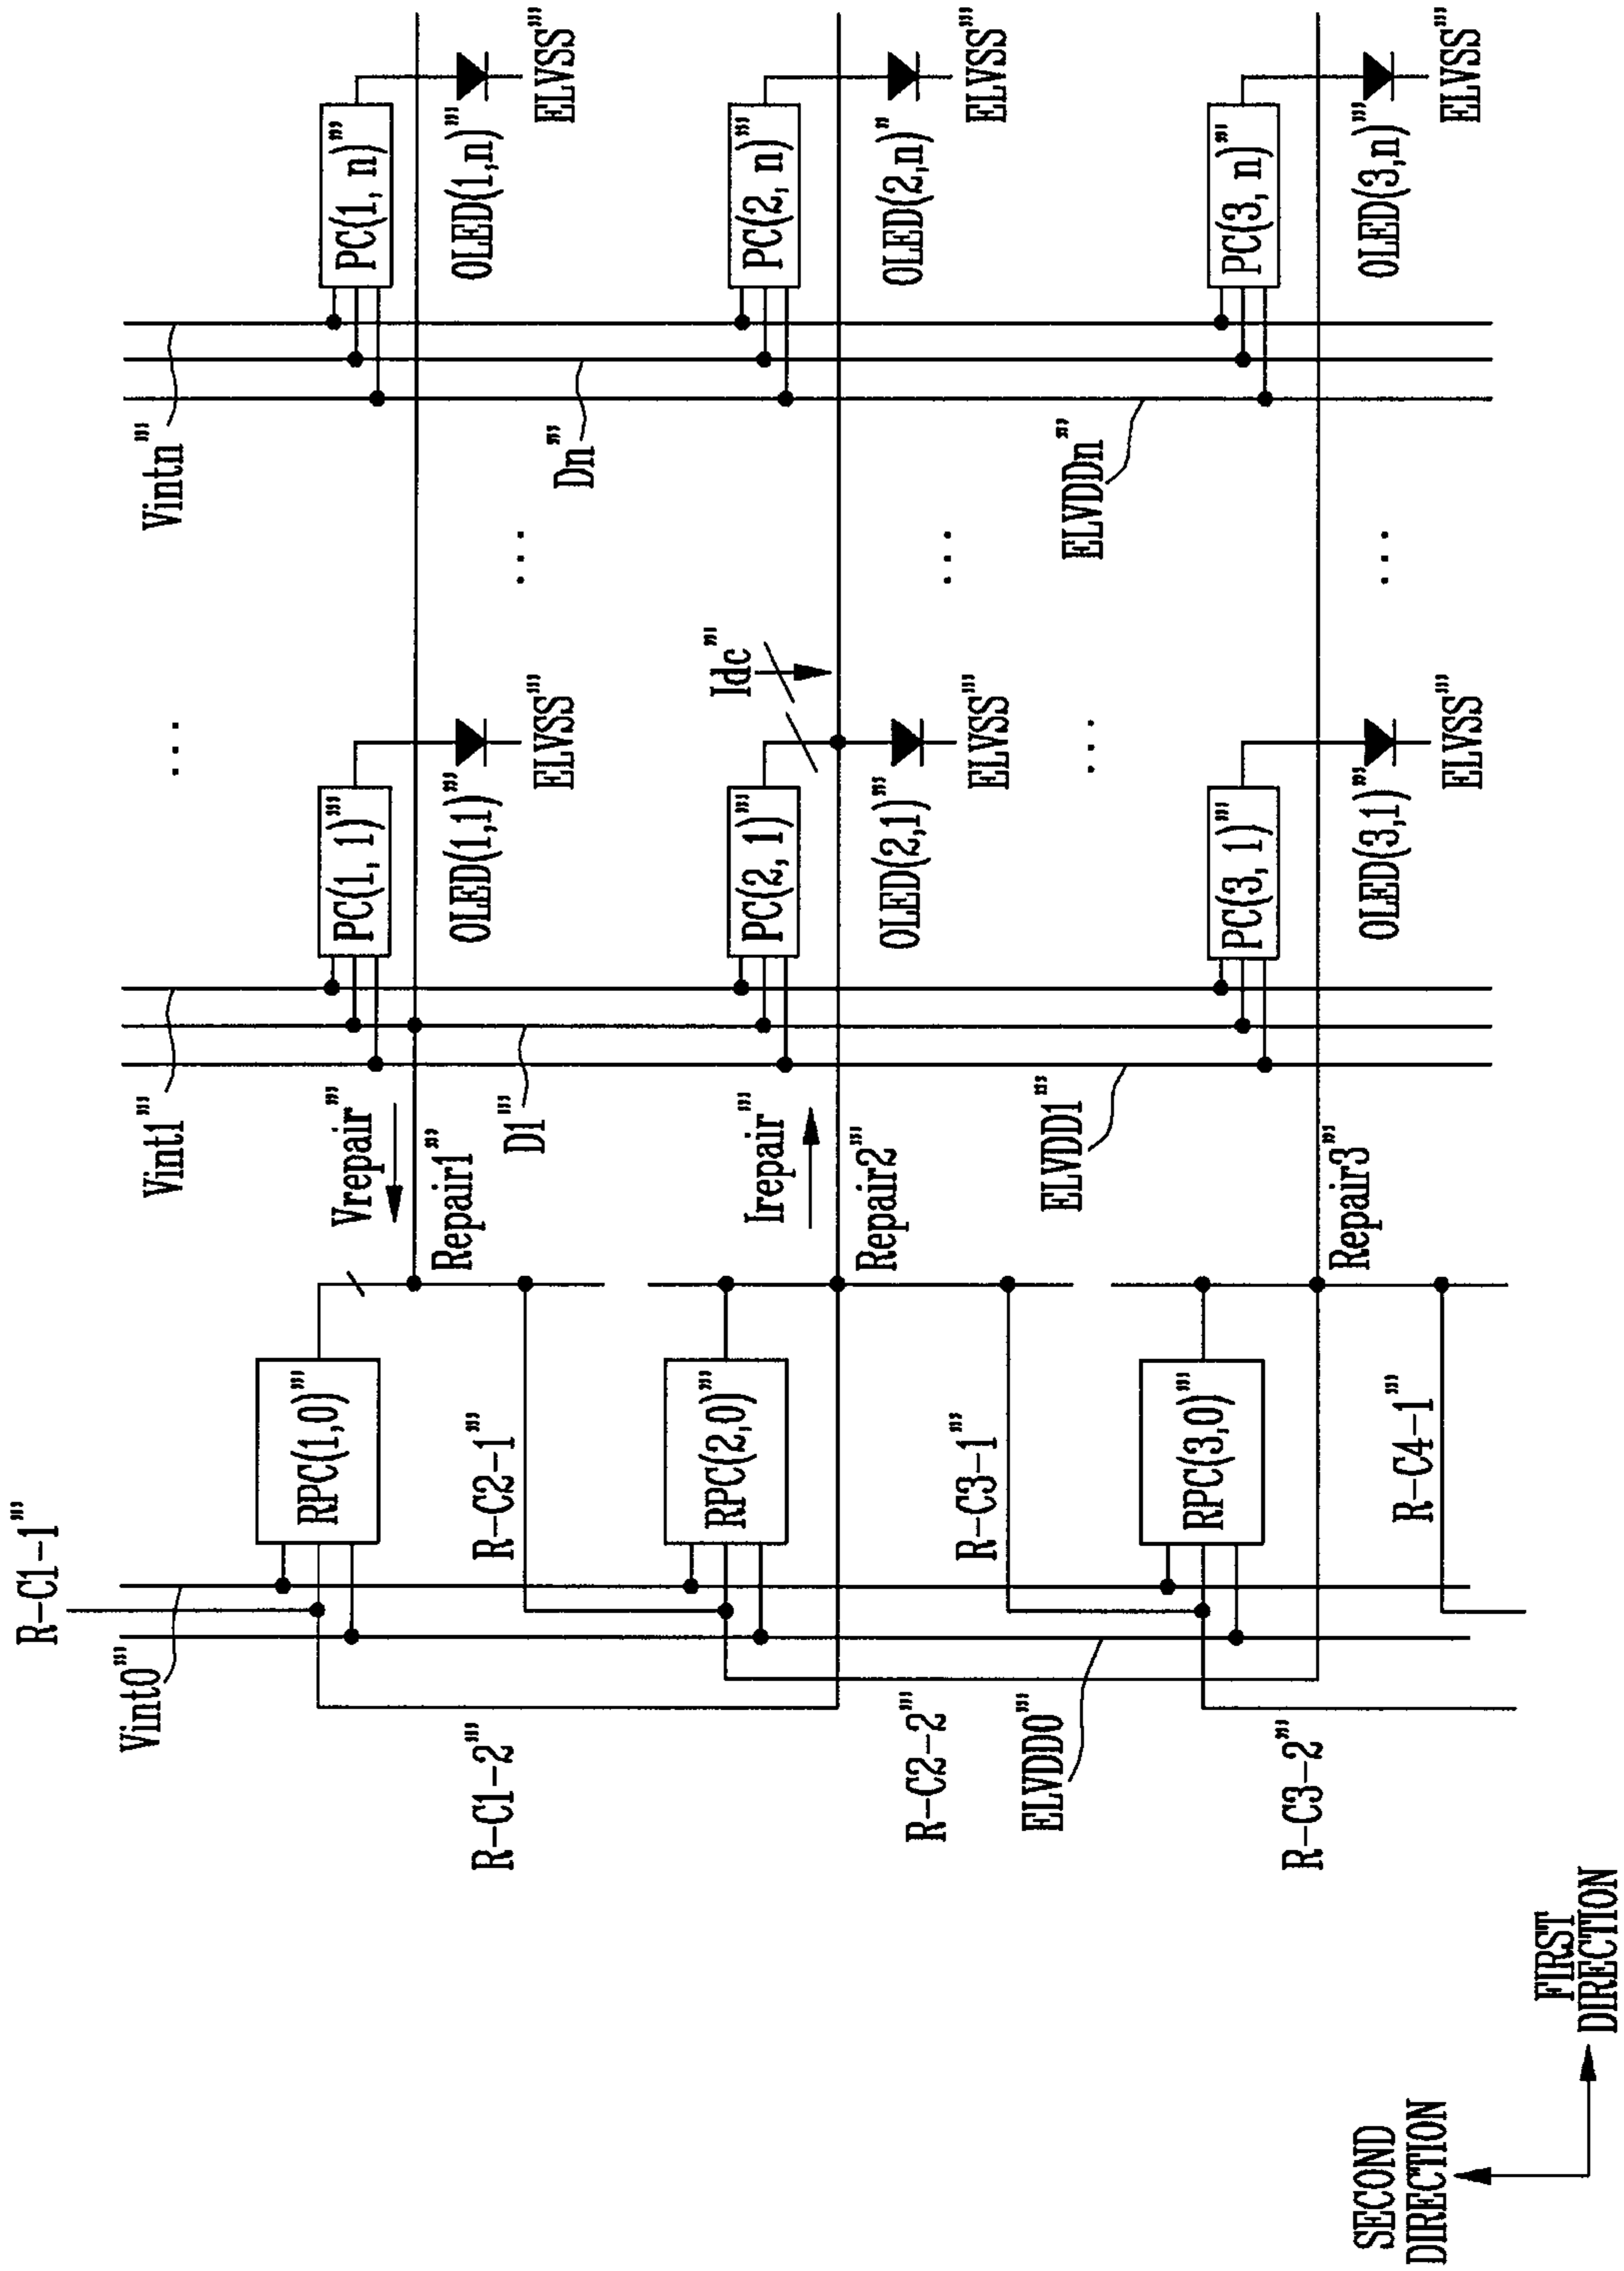 R-C1-1'''
Vint0'''
Vint1'''
Vintn'''
RPC(1,0)'''
Vrepair'''
PC(1, 1)'''
PC(1, n)'''
R-C1-2'''
R-C2-1'''
Repair1'''
OLED(1,1)'''
OLED(1,n)'''
D1'''
ELVSS'''
Dn'''
ELVSS'''
RPC(2,0)'''
Irepair'''
PC(2, 1)'''
Idc'''
PC(2, n)'''
Repair2'''
OLED(2,1)'''
OLED(2,n)''
R-C2-2'''
R-C3-1'''
ELVSS'''
ELVSS'''
ELVDD0'''
ELVDD1'''
ELVDDn'''
RPC(3,0)'''
PC(3, 1)'''
PC(3, n)'''
R-C3-2'''
Repair3'''
OLED(3,1)'''
OLED(3,n)'''
R-C4-1'''
ELVSS'''
ELVSS'''
SECOND
DIRECTION
FIRST
DIRECTION